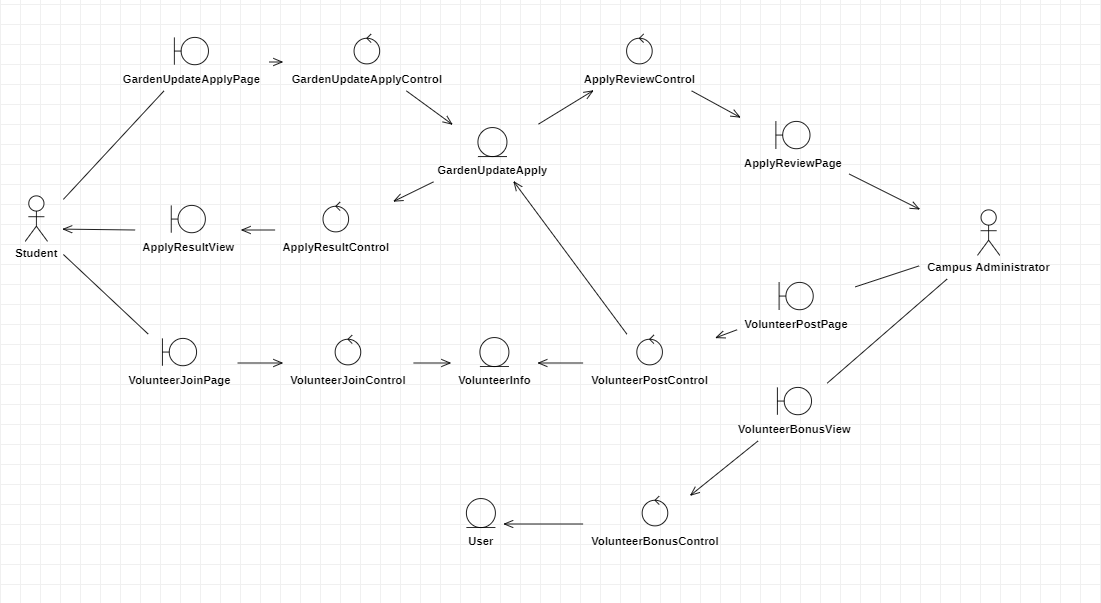 GardenUpdateApplyPage
GardenUpdateApplyControl
ApplyReviewControl
GardenUpdateApply
ApplyReviewPage
Student
ApplyResultView
ApplyResultControl
Campus Administrator
VolunteerPostPage
VolunteerJoinPage
VolunteerJoinControl
VolunteerInfo
VolunteerPostControl
VolunteerBonusView
User
VolunteerBonusControl